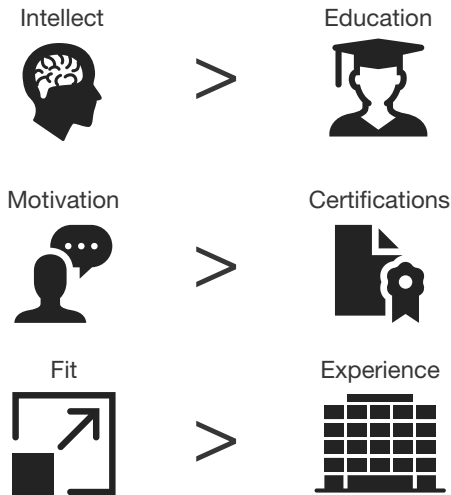 Intellect > Education
Motivation > Certifications
Fit > Experience